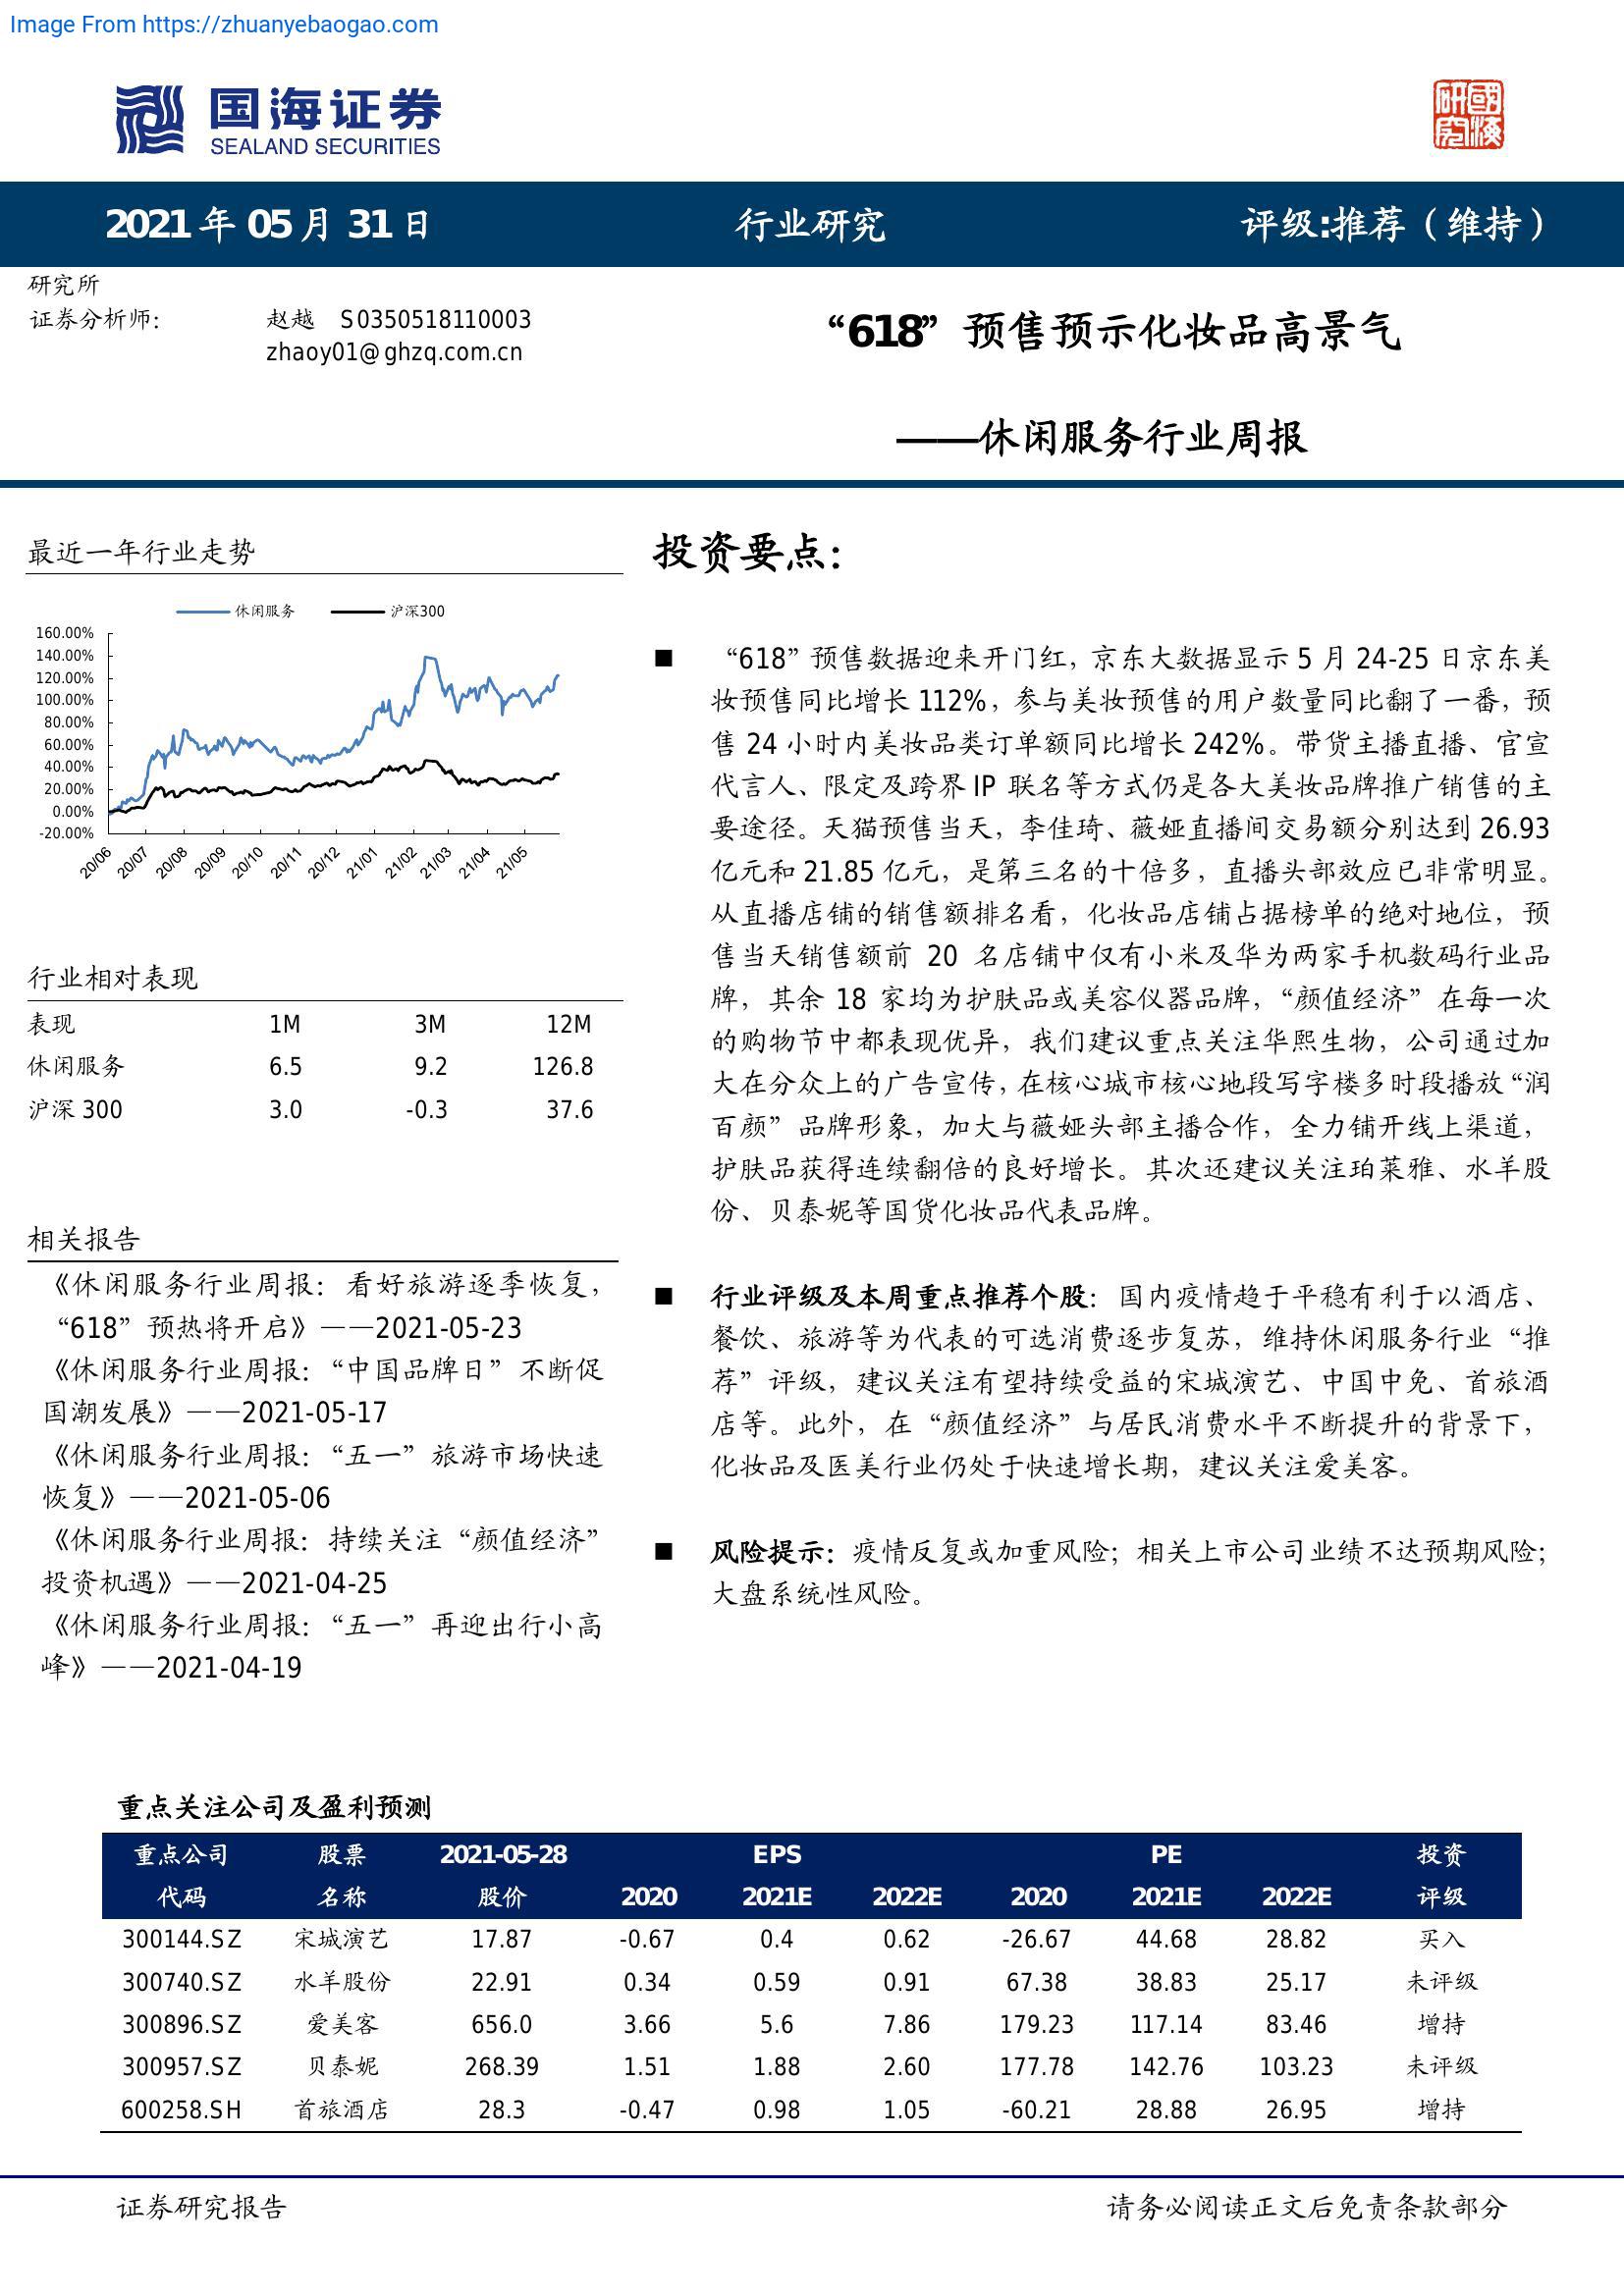 Image From https://zhuanyebaogao.com
国海证券
SEALAND SECURITIES
研究
國海
2021 年 05 月 31 日
行业研究
评级:推荐（维持）
研究所
证券分析师：
赵越 S0350518110003
zhaoy01@ghzq.com.cn
“618”预售预示化妆品高景气
——休闲服务行业周报
最近一年行业走势
休闲服务
沪深300
160.00%
140.00%
120.00%
100.00%
80.00%
60.00%
40.00%
20.00%
0.00%
-20.00%
20/06
20/07
20/08
20/09
20/10
20/11
20/12
21/01
21/02
21/03
21/04
21/05
行业相对表现
表现 1M 3M 12M
休闲服务 6.5 9.2 126.8
沪深 300 3.0 -0.3 37.6
相关报告
《休闲服务行业周报：看好旅游逐季恢复，
“618”预热将开启》——2021-05-23
《休闲服务行业周报：“中国品牌日”不断促
国潮发展》——2021-05-17
《休闲服务行业周报：“五一”旅游市场快速
恢复》——2021-05-06
《休闲服务行业周报：持续关注“颜值经济”
投资机遇》——2021-04-25
《休闲服务行业周报：“五一”再迎出行小高
峰》——2021-04-19
投资要点：
■ “618”预售数据迎来开门红，京东大数据显示 5 月 24-25 日京东美
妆预售同比增长 112%，参与美妆预售的用户数量同比翻了一番，预
售 24 小时内美妆品类订单额同比增长 242%。带货主播直播、官宣
代言人、限定及跨界 IP 联名等方式仍是各大美妆品牌推广销售的主
要途径。天猫预售当天，李佳琦、薇娅直播间交易额分别达到 26.93
亿元和 21.85 亿元，是第三名的十倍多，直播头部效应已非常明显。
从直播店铺的销售额排名看，化妆品店铺占据榜单的绝对地位，预
售当天销售额前 20 名店铺中仅有小米及华为两家手机数码行业品
牌，其余 18 家均为护肤品或美容仪器品牌，“颜值经济”在每一次
的购物节中都表现优异，我们建议重点关注华熙生物，公司通过加
大在分众上的广告宣传，在核心城市核心地段写字楼多时段播放“润
百颜”品牌形象，加大与薇娅头部主播合作，全力铺开线上渠道，
护肤品获得连续翻倍的良好增长。其次还建议关注珀莱雅、水羊股
份、贝泰妮等国货化妆品代表品牌。
■ 行业评级及本周重点推荐个股：国内疫情趋于平稳有利于以酒店、
餐饮、旅游等为代表的可选消费逐步复苏，维持休闲服务行业“推
荐”评级，建议关注有望持续受益的宋城演艺、中国中免、首旅酒
店等。此外，在“颜值经济”与居民消费水平不断提升的背景下，
化妆品及医美行业仍处于快速增长期，建议关注爱美客。
■ 风险提示：疫情反复或加重风险；相关上市公司业绩不达预期风险；
大盘系统性风险。
重点关注公司及盈利预测
重点公司 股票 2021-05-28 EPS PE 投资
代码 名称 股价 2020 2021E 2022E 2020 2021E 2022E 评级
300144.SZ 宋城演艺 17.87 -0.67 0.4 0.62 -26.67 44.68 28.82 买入
300740.SZ 水羊股份 22.91 0.34 0.59 0.91 67.38 38.83 25.17 未评级
300896.SZ 爱美客 656.0 3.66 5.6 7.86 179.23 117.14 83.46 增持
300957.SZ 贝泰妮 268.39 1.51 1.88 2.60 177.78 142.76 103.23 未评级
600258.SH 首旅酒店 28.3 -0.47 0.98 1.05 -60.21 28.88 26.95 增持
证券研究报告
请务必阅读正文后免责条款部分